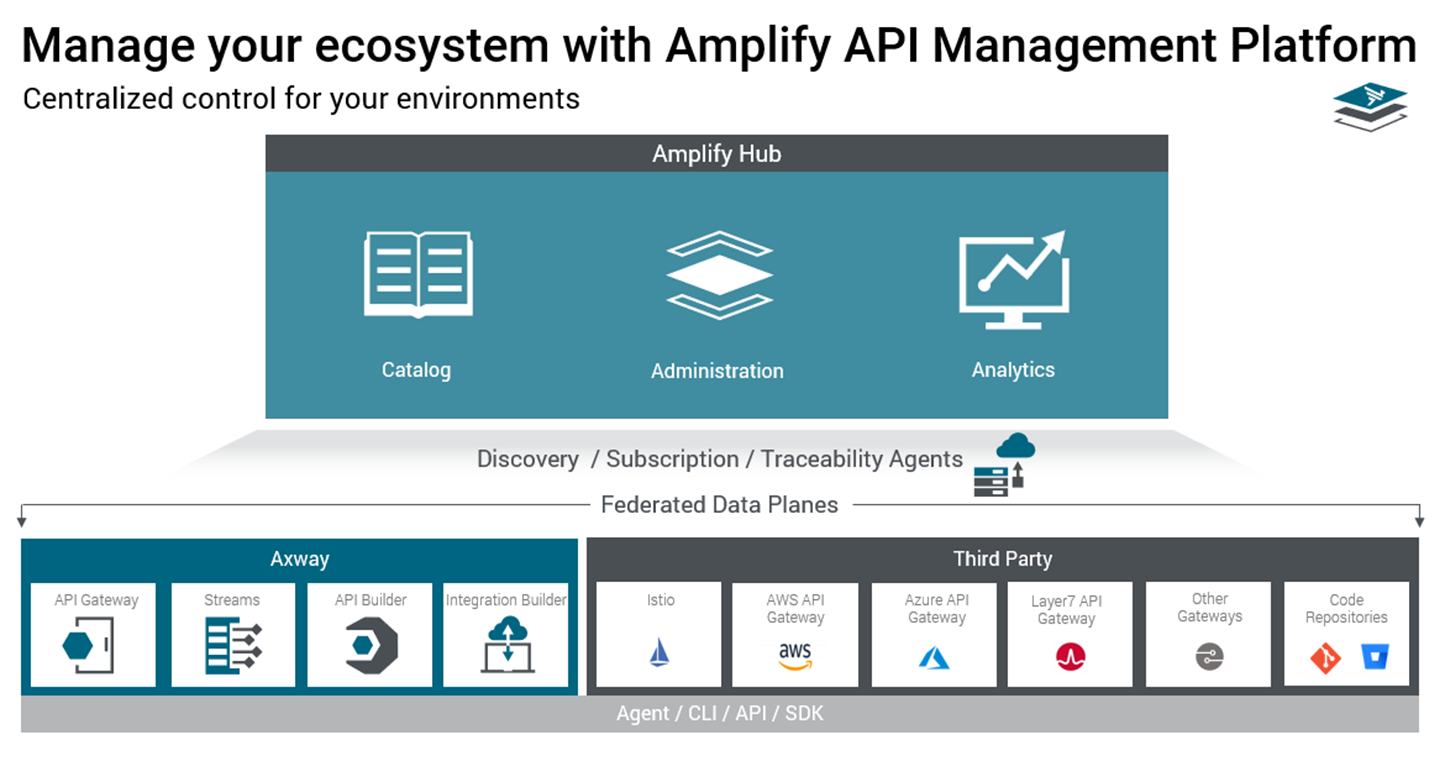 Manage your ecosystem with Amplify API Management Platform
Centralized control for your environments
Amplify Hub
Catalog
Administration
Analytics
Discovery / Subscription / Traceability Agents
Federated Data Planes
Axway
API Gateway
Streams
API Builder
Integration Builder
Third Party
Istio
AWS API
Gateway
aws
Azure API
Gateway
Layer7 API
Gateway
Other
Gateways
Code
Repositories
Agent / CLI / API / SDK